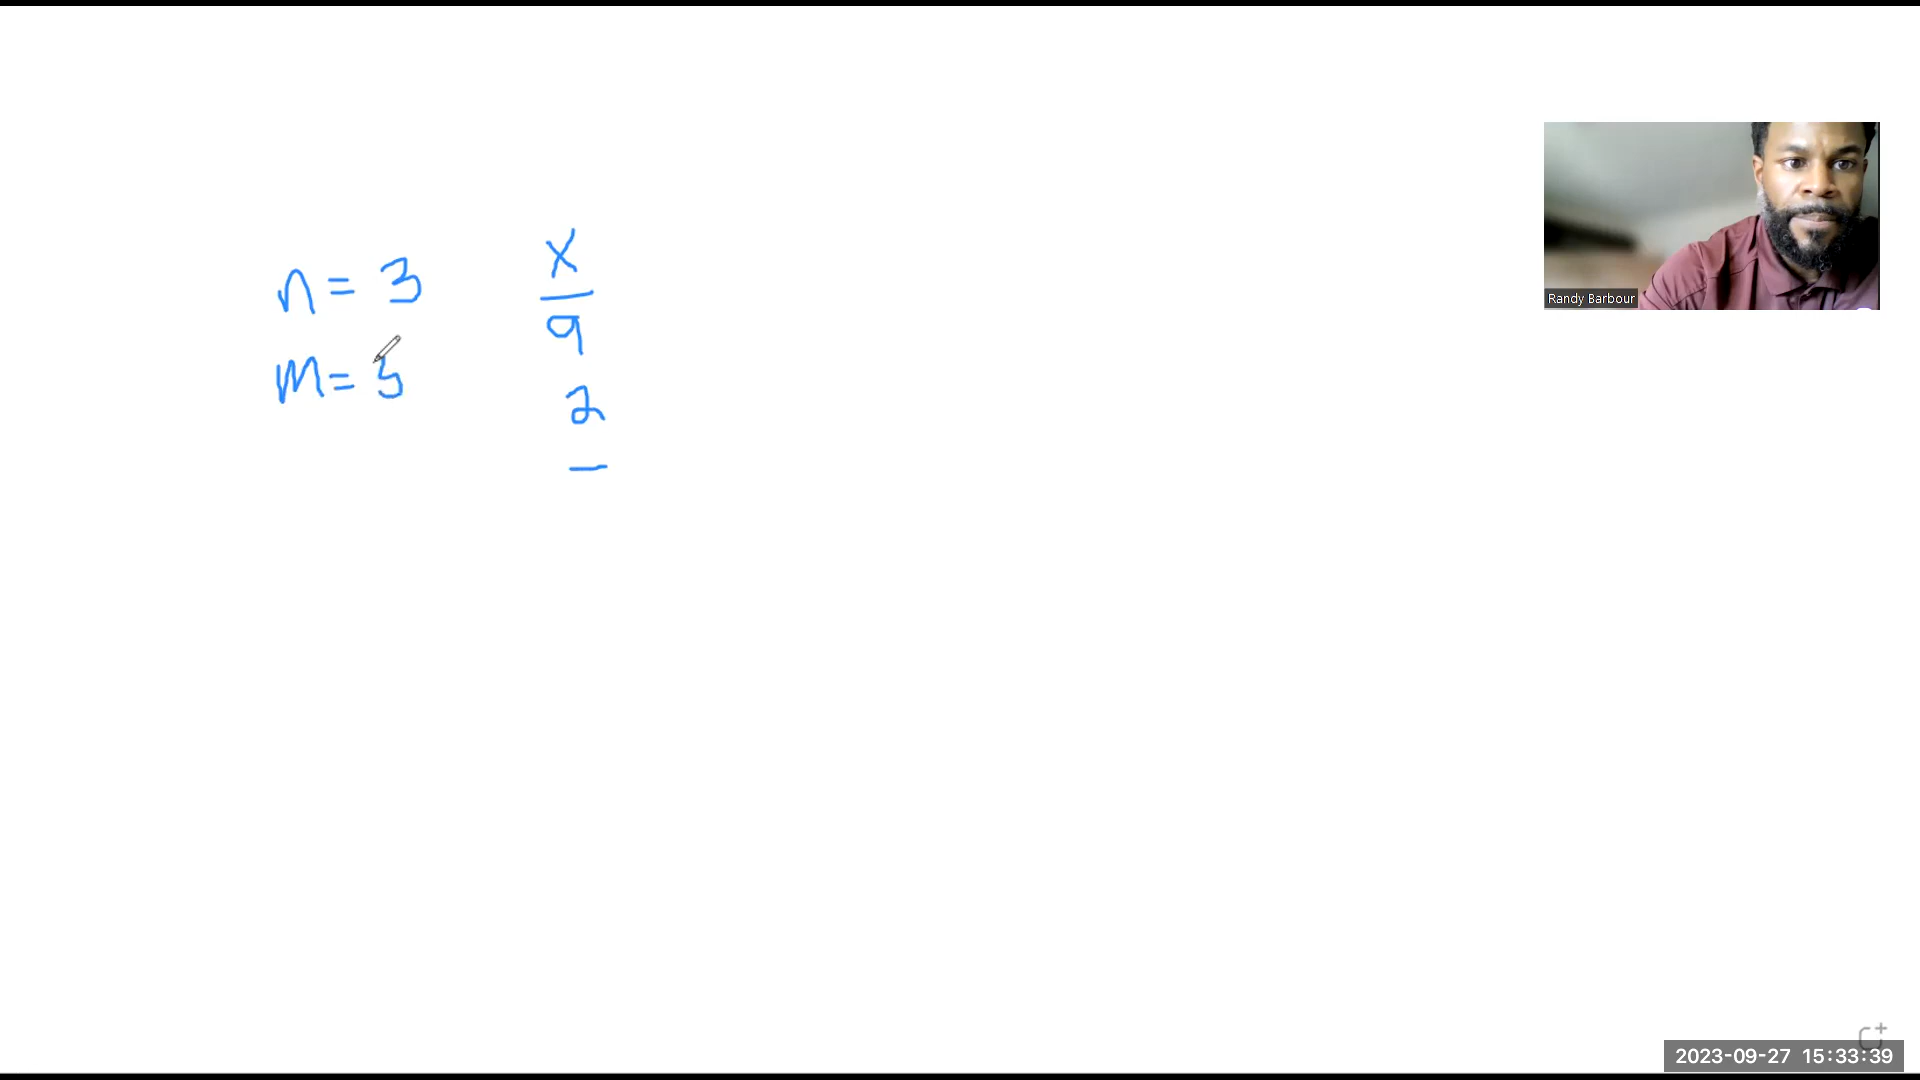 n = 3
m = 5
x
9
2
—
Randy Barbour
2023-09-27 15:33:39